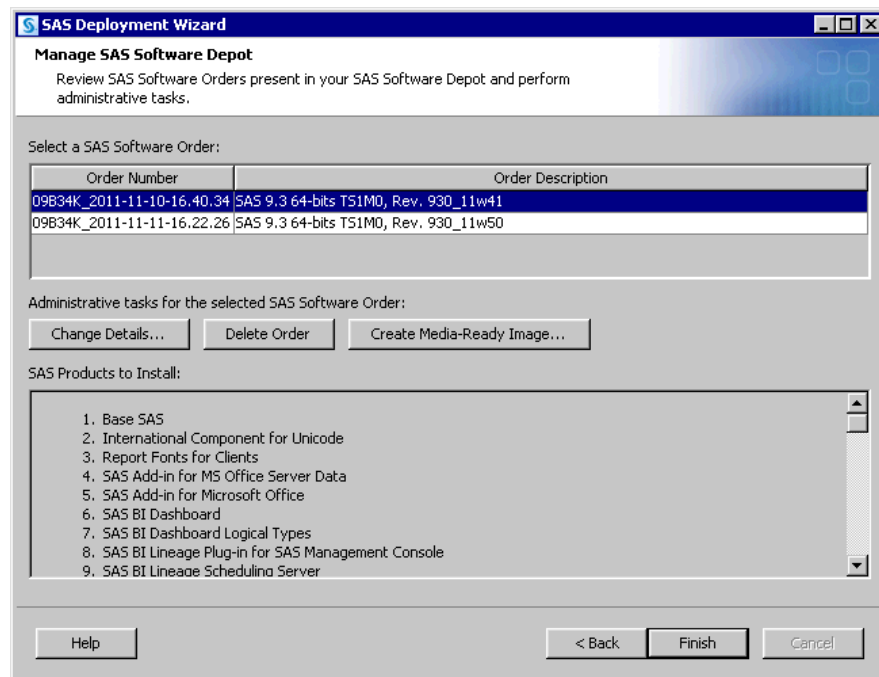 SAS Deployment Wizard
Manage SAS Software Depot
Review SAS Software Orders present in your SAS Software Depot and perform
administrative tasks.
Select a SAS Software Order:
Order Number Order Description
09B34K_2011-11-10-16.40.34 SAS 9.3 64-bits TS1M0, Rev. 930_11w41
09B34K_2011-11-11-16.22.26 SAS 9.3 64-bits TS1M0, Rev. 930_11w50
Administrative tasks for the selected SAS Software Order:
Change Details... Delete Order Create Media-Ready Image...
SAS Products to Install:
1. Base SAS
2. International Component for Unicode
3. Report Fonts for Clients
4. SAS Add-in for MS Office Server Data
5. SAS Add-in for Microsoft Office
6. SAS BI Dashboard
7. SAS BI Dashboard Logical Types
8. SAS BI Lineage Plug-in for SAS Management Console
9. SAS BI Lineage Scheduling Server
Help < Back Finish Cancel